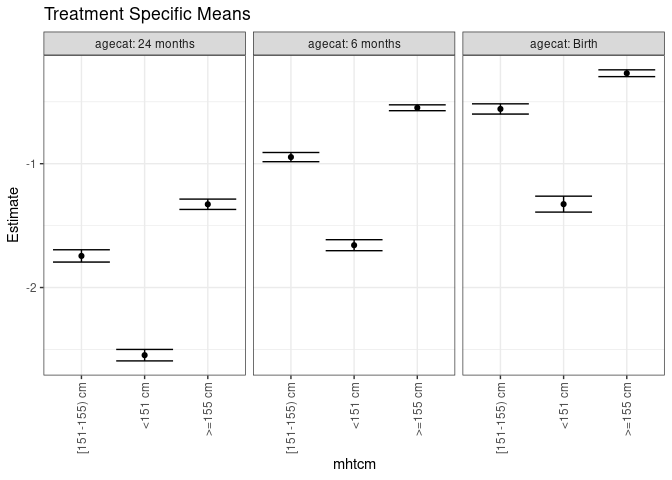 Treatment Specific Means
agecat: 24 months
agecat: 6 months
agecat: Birth
Estimate
-1
-2
[151-155) cm
<151 cm
>=155 cm
[151-155) cm
<151 cm
>=155 cm
[151-155) cm
<151 cm
>=155 cm
mhtcm